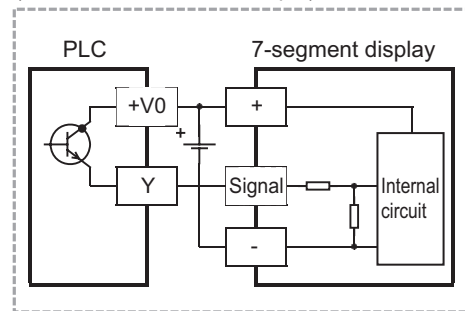 PLC 7-segment display
+V0 +
+
Y Signal Internal
circuit
-